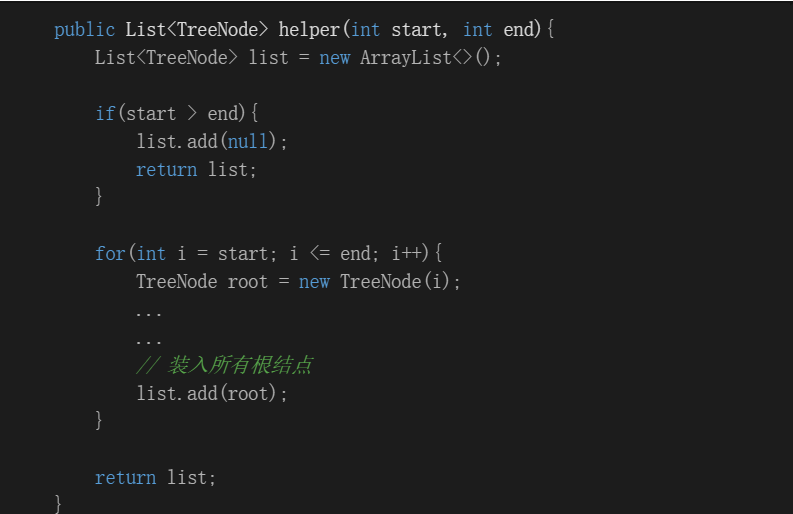 public List<TreeNode> helper(int start, int end){
List<TreeNode> list = new ArrayList<>();
if(start > end){
list.add(null);
return list;
}
for(int i = start; i <= end; i++){
TreeNode root = new TreeNode(i);
...
...
// 装入所有根结点
list.add(root);
}
return list;
}